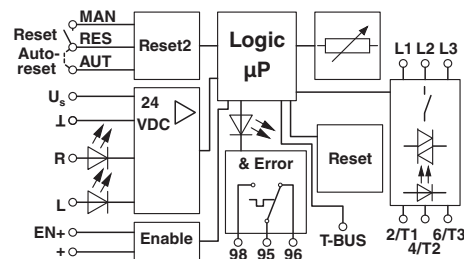 MAN
Reset
RES
Auto-
reset
AUT
Reset2
Logic
µP
L1 L2 L3
Us
⊥
24
VDC
R
L
& Error
Reset
EN+
+
Enable
98 95 96
T-BUS
2/T1 6/T3
4/T2